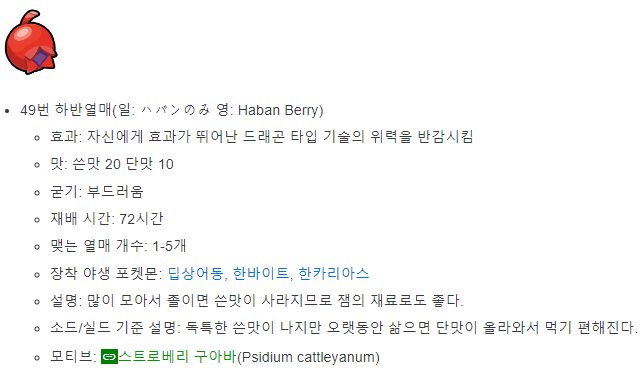 49번 하반열매(일: ハバンのみ 영: Haban Berry)
효과: 자신에게 효과가 뛰어난 드래곤 타입 기술의 위력을 반감시킴
맛: 쓴맛 20 단맛 10
굳기: 부드러움
재배 시간: 72시간
맺는 열매 개수: 1-5개
장착 야생 포켓몬: 딥상어동, 한바이트, 한카리아스
설명: 많이 모아서 졸이면 쓴맛이 사라지므로 잼의 재료로도 좋다.
소드/실드 기준 설명: 독특한 쓴맛이 나지만 오랫동안 삶으면 단맛이 올라와서 먹기 편해진다.
모티브: 스트로베리 구아바(Psidium cattleyanum)